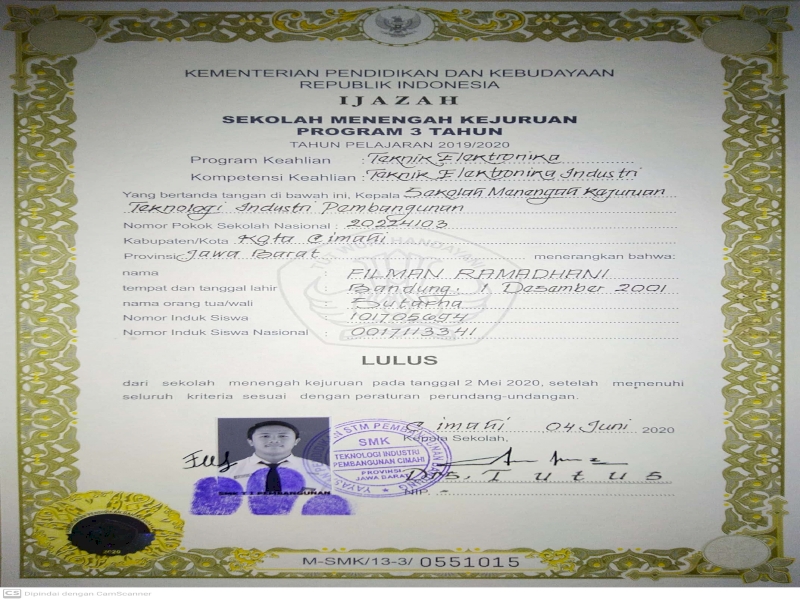 KEMENTERIAN PENDIDIKAN DAN KEBUDAYAAN
REPUBLIK INDONESIA
IJAZAH
SEKOLAH MENENGAH KEJURUAN
PROGRAM 3 TAHUN
TAHUN PELAJARAN 2019/2020
Program Keahlian : Teknik Elektronika
Kompetensi Keahlian : Teknik Elektronika Industri
Yang bertanda tangan di bawah ini, Kepala Sekolah Menengah Kejuruan
Teknologi Industri Pembangunan
Nomor Pokok Sekolah Nasional : 20224103
Kabupaten/Kota Kota Cimahi
Provinsi Jawa Barat menerangkan bahwa:
nama : FILMAN RAMADHANI
tempat dan tanggal lahir : Bandung, 1 Desember 2001
nama orang tua/wali : Sutarha
Nomor Induk Siswa : 101705694
Nomor Induk Siswa Nasional : 0017113341
LULUS
dari sekolah menengah kejuruan pada tanggal 2 Mei 2020, setelah memenuhi
seluruh kriteria sesuai dengan peraturan perundang-undangan.
Cimahi 04 Juni 2020
Kepala Sekolah,
STM PEMBANGUNAN
SMK
TEKNOLOGI INDUSTRI
PEMBANGUNAN CIMAHI
PROVINSI
JAWA BARAT
Drs. Tutus
NIP. -
M-SMK/13-3/ 0551015
CS Dipindai dengan CamScanner